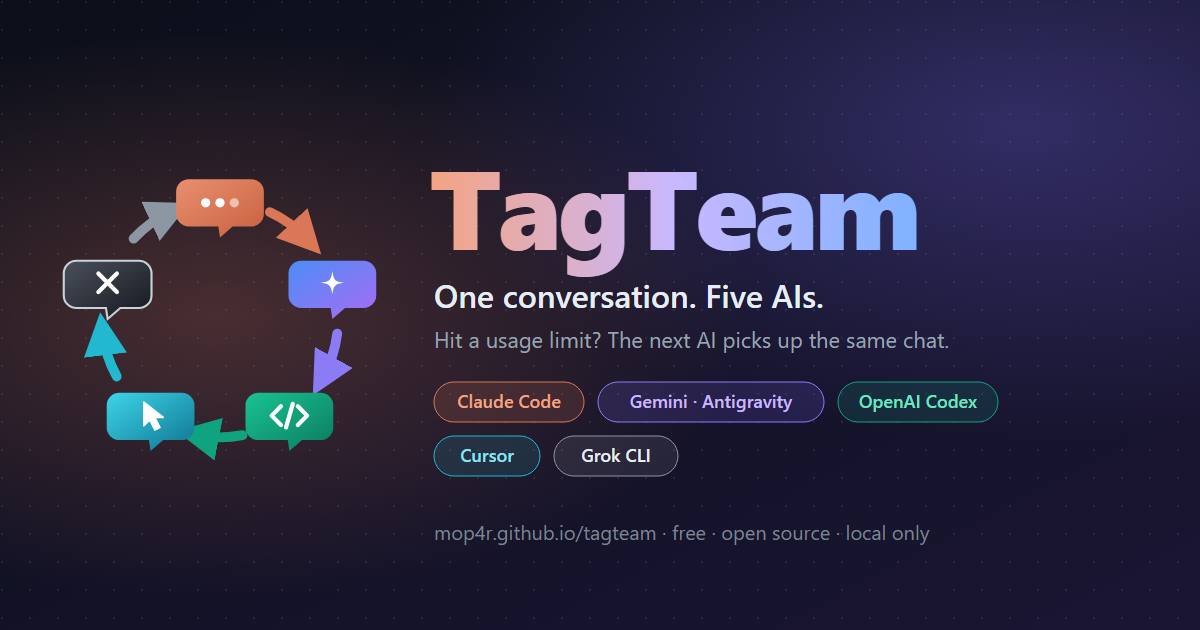 TagTeam
One conversation. Five AIs.
Hit a usage limit? The next AI picks up the same chat.
Claude Code
Gemini · Antigravity
OpenAI Codex
Cursor
Grok CLI
mop4r.github.io/tagteam · free · open source · local only